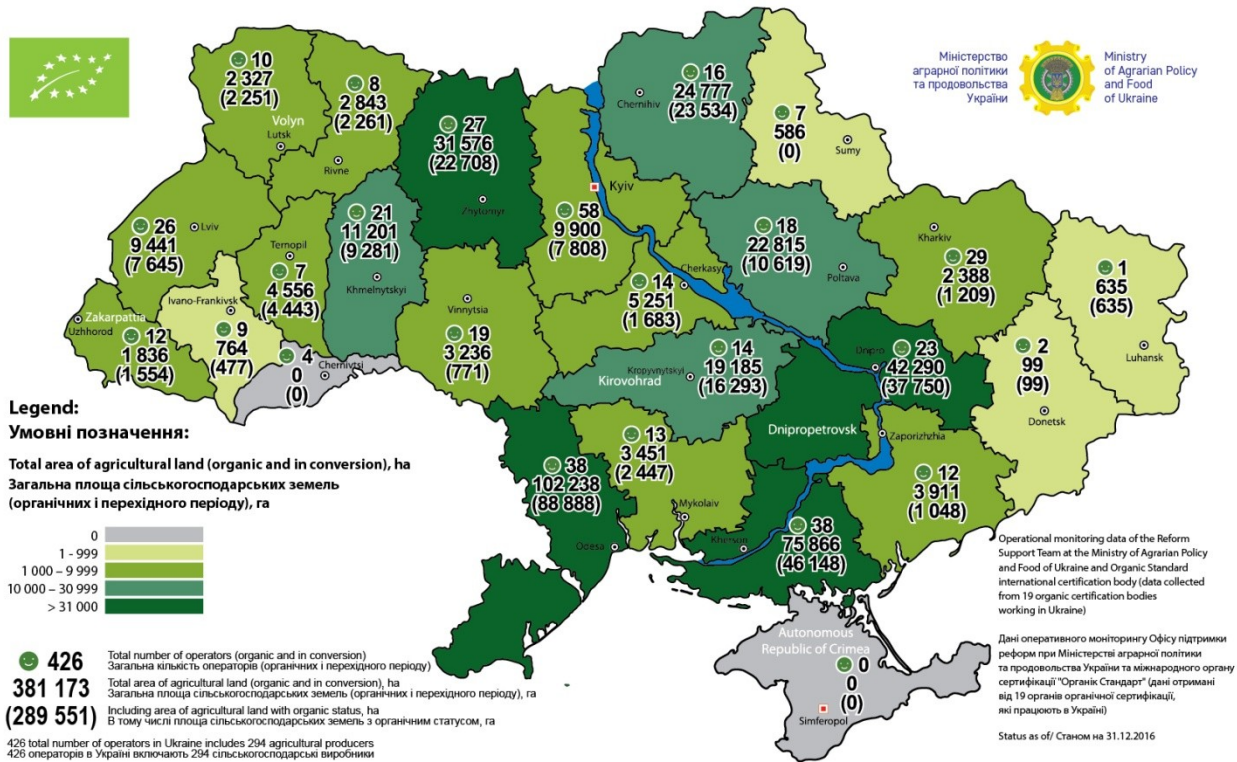 Міністерство
аграрної політики
та продовольства
України
Ministry
of Agrarian Policy
and Food
of Ukraine
10
2 327
(2 251)
Volyn
Lutsk
8
2 843
(2 261)
Rivne
27
31 576
(22 708)
Zhytomyr
16
24 777
(23 534)
Chernihiv
7
586
(0)
Sumy
Kyiv
58
9 900
(7 808)
26
9 441
(7 645)
Lviv
Ternopil
7
4 556
(4 443)
21
11 201
(9 281)
Khmelnytskyi
18
22 815
(10 619)
Poltava
Kharkiv
29
2 388
(1 209)
1
635
(635)
Luhansk
Cherkasy
14
5 251
(1 683)
Vinnytsia
19
3 236
(771)
Zakarpattia
Uzhhorod
12
1 836
(1 554)
Ivano-Frankivsk
9
764
(477)
4
Chernivtsi
0
(0)
14
19 185
(16 293)
Kropyvnytskyi
Kirovohrad
Dnipro
23
42 290
(37 750)
Dnipropetrovsk
2
99
(99)
Donetsk
Zaporizhzhia
12
3 911
(1 048)
13
3 451
(2 447)
Mykolaiv
38
102 238
(88 888)
Odesa
Kherson
38
75 866
(46 148)
Autonomous
Republic of Crimea
0
0
(0)
Simferopol
Legend:
Умовні позначення:
Total area of agricultural land (organic and in conversion), ha
Загальна площа сільськогосподарських земель
(органічних і перехідного періоду), га
0
1 - 999
1 000 – 9 999
10 000 – 30 999
> 31 000
426
Total number of operators (organic and in conversion)
Загальна кількість операторів (органічних і перехідного періоду)
381 173
Total area of agricultural land (organic and in conversion), ha
Загальна площа сільськогосподарських земель (органічних і перехідного періоду), га
(289 551)
Including area of agricultural land with organic status, ha
В тому числі площа сільськогосподарських земель з органічним статусом, га
426 total number of operators in Ukraine includes 294 agricultural producers
426 операторів в Україні включають 294 сільськогосподарські виробники
Operational monitoring data of the Reform
Support Team at the Ministry of Agrarian Policy
and Food of Ukraine and Organic Standard
international certification body (data collected
from 19 organic certification bodies
working in Ukraine)
Дані оперативного моніторингу Офісу підтримки
реформ при Міністерстві аграрної політики
та продовольства України та міжнародного органу
сертифікації "Органік Стандарт" (дані отримані
від 19 органів органічної сертифікації,
які працюють в Україні)
Status as of/ Станом на 31.12.2016